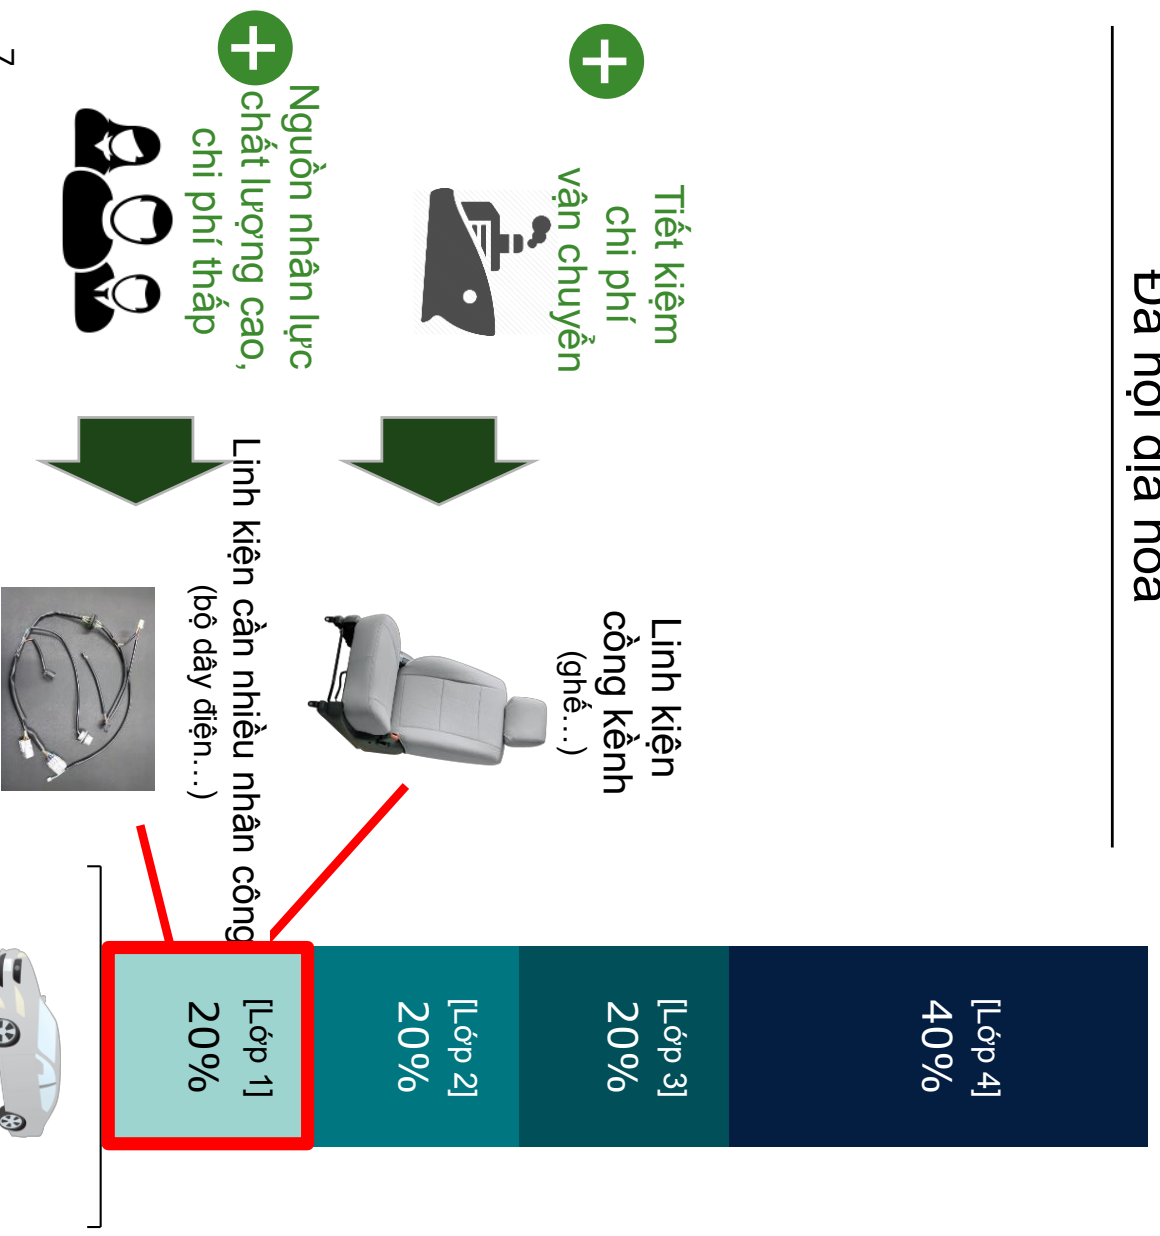 Đã nội địa hóa
Tiết kiệm
chi phí
vận chuyển
Linh kiện
cồng kềnh
(ghế…)
Nguồn nhân lực
chất lượng cao,
chi phí thấp
Linh kiện cần nhiều nhân công
(bộ dây điện…)
[Lớp 4]
40%
[Lớp 3]
20%
[Lớp 2]
20%
[Lớp 1]
20%
7